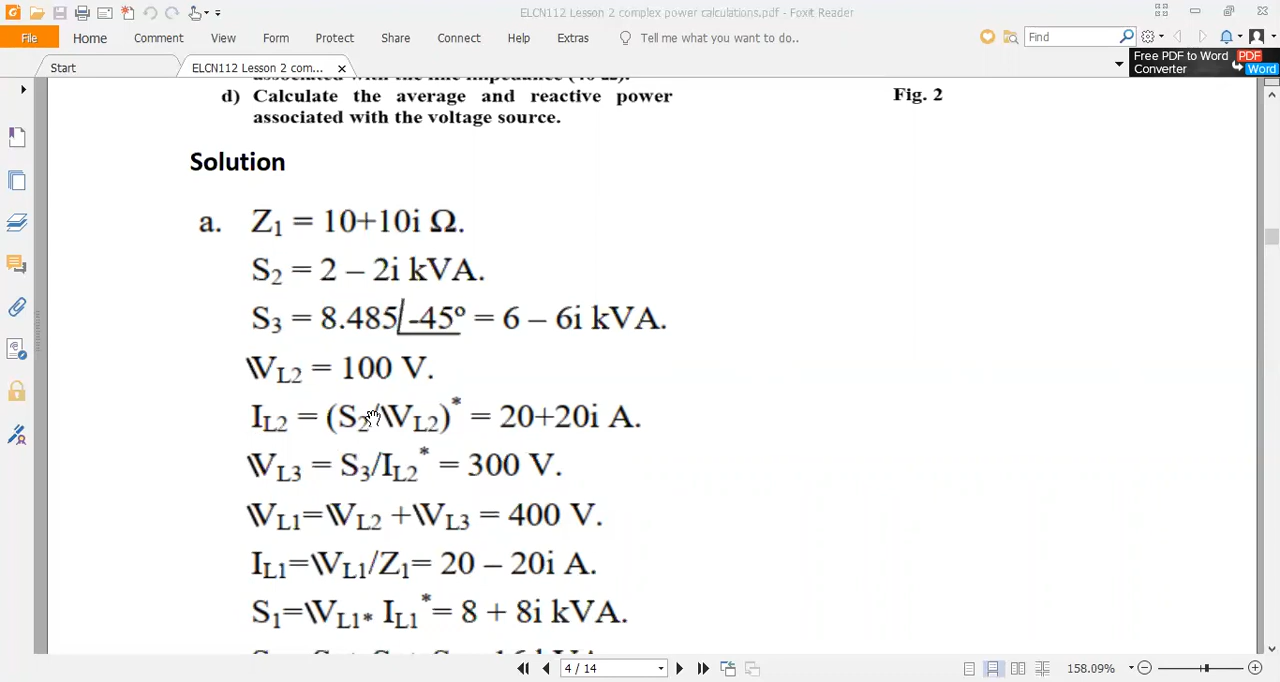 ELCN112 Lesson 2 complex power calculations.pdf - Foxit Reader
File Home Comment View Form Protect Share Connect Help Extras Tell me what you want to do.. Find
Start ELCN112 Lesson 2 com...
Free PDF to Word Converter PDF Word
d) Calculate the average and reactive power
associated with the voltage source.
Fig. 2
Solution
a. Z₁ = 10+10i Ω.
S₂ = 2 – 2i kVA.
S₃ = 8.485∠-45º = 6 – 6i kVA.
\VL2 = 100 V.
IL2 = (S₂/\VL2)* = 20+20i A.
\VL3 = S₃/IL2* = 300 V.
\VL1=\VL2 +\VL3 = 400 V.
IL1=\VL1/Z₁= 20 – 20i A.
S₁=\VL1* IL1*= 8 + 8i kVA.
4 / 14
158.09%